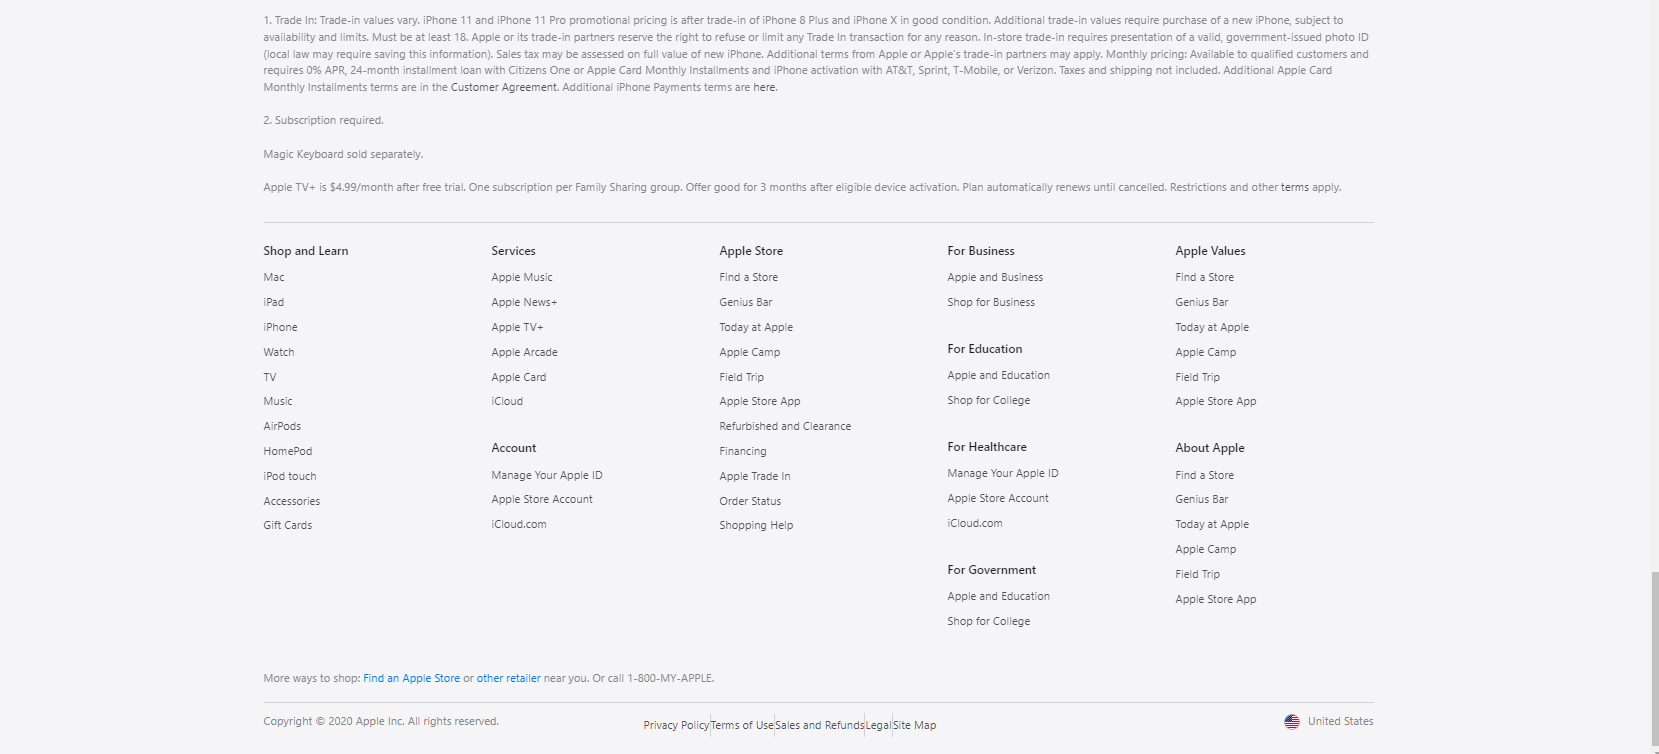 1. Trade In: Trade-in values vary. iPhone 11 and iPhone 11 Pro promotional pricing is after trade-in of iPhone 8 Plus and iPhone X in good condition. Additional trade-in values require purchase of a new iPhone, subject to
availability and limits. Must be at least 18. Apple or its trade-in partners reserve the right to refuse or limit any Trade In transaction for any reason. In-store trade-in requires presentation of a valid, government-issued photo ID
(local law may require saving this information). Sales tax may be assessed on full value of new iPhone. Additional terms from Apple or Apple's trade-in partners may apply. Monthly pricing: Available to qualified customers and
requires 0% APR, 24-month installment loan with Citizens One or Apple Card Monthly Installments and iPhone activation with AT&T, Sprint, T-Mobile, or Verizon. Taxes and shipping not included. Additional Apple Card
Monthly Installments terms are in the Customer Agreement. Additional iPhone Payments terms are here.
2. Subscription required.
Magic Keyboard sold separately.
Apple TV+ is $4.99/month after free trial. One subscription per Family Sharing group. Offer good for 3 months after eligible device activation. Plan automatically renews until cancelled. Restrictions and other terms apply.
Shop and Learn
Mac
iPad
iPhone
Watch
TV
Music
AirPods
HomePod
iPod touch
Accessories
Gift Cards
Services
Apple Music
Apple News+
Apple TV+
Apple Arcade
Apple Card
iCloud
Account
Manage Your Apple ID
Apple Store Account
iCloud.com
Apple Store
Find a Store
Genius Bar
Today at Apple
Apple Camp
Field Trip
Apple Store App
Refurbished and Clearance
Financing
Apple Trade In
Order Status
Shopping Help
For Business
Apple and Business
Shop for Business
For Education
Apple and Education
Shop for College
For Healthcare
Manage Your Apple ID
Apple Store Account
iCloud.com
For Government
Apple and Education
Shop for College
Apple Values
Find a Store
Genius Bar
Today at Apple
Apple Camp
Field Trip
Apple Store App
About Apple
Find a Store
Genius Bar
Today at Apple
Apple Camp
Field Trip
Apple Store App
More ways to shop: Find an Apple Store or other retailer near you. Or call 1-800-MY-APPLE.
Copyright © 2020 Apple Inc. All rights reserved.
Privacy Policy
Terms of Use
Sales and Refunds
Legal
Site Map
United States